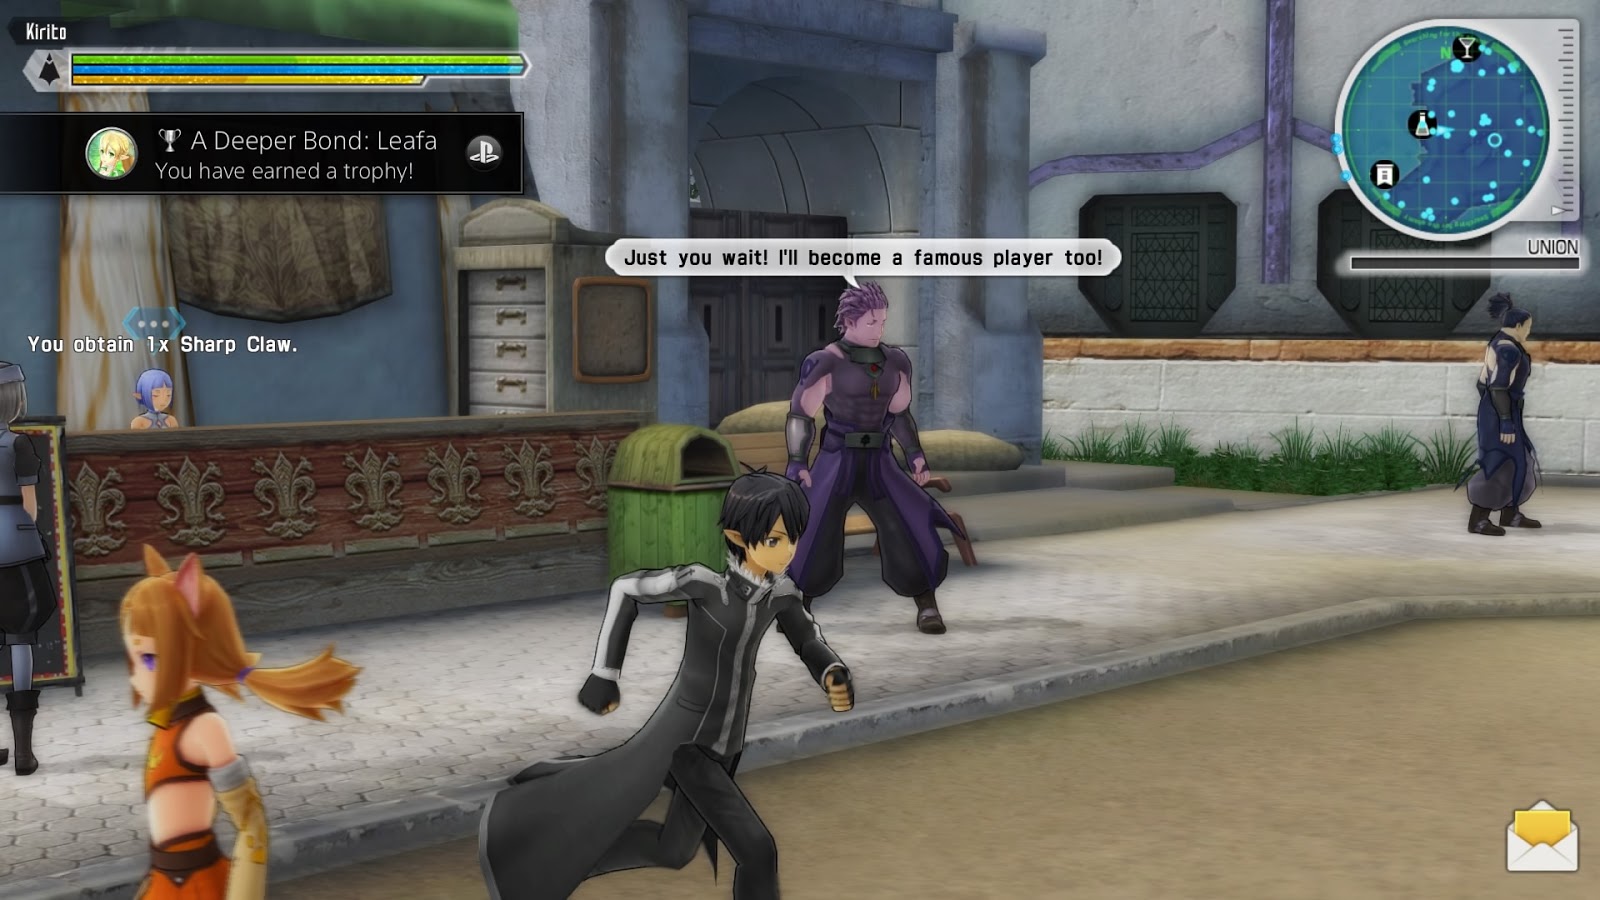 Kirito
A Deeper Bond: Leafa
You have earned a trophy!
Just you wait! I'll become a famous player too!
N
UNION
You obtain 1x Sharp Claw.